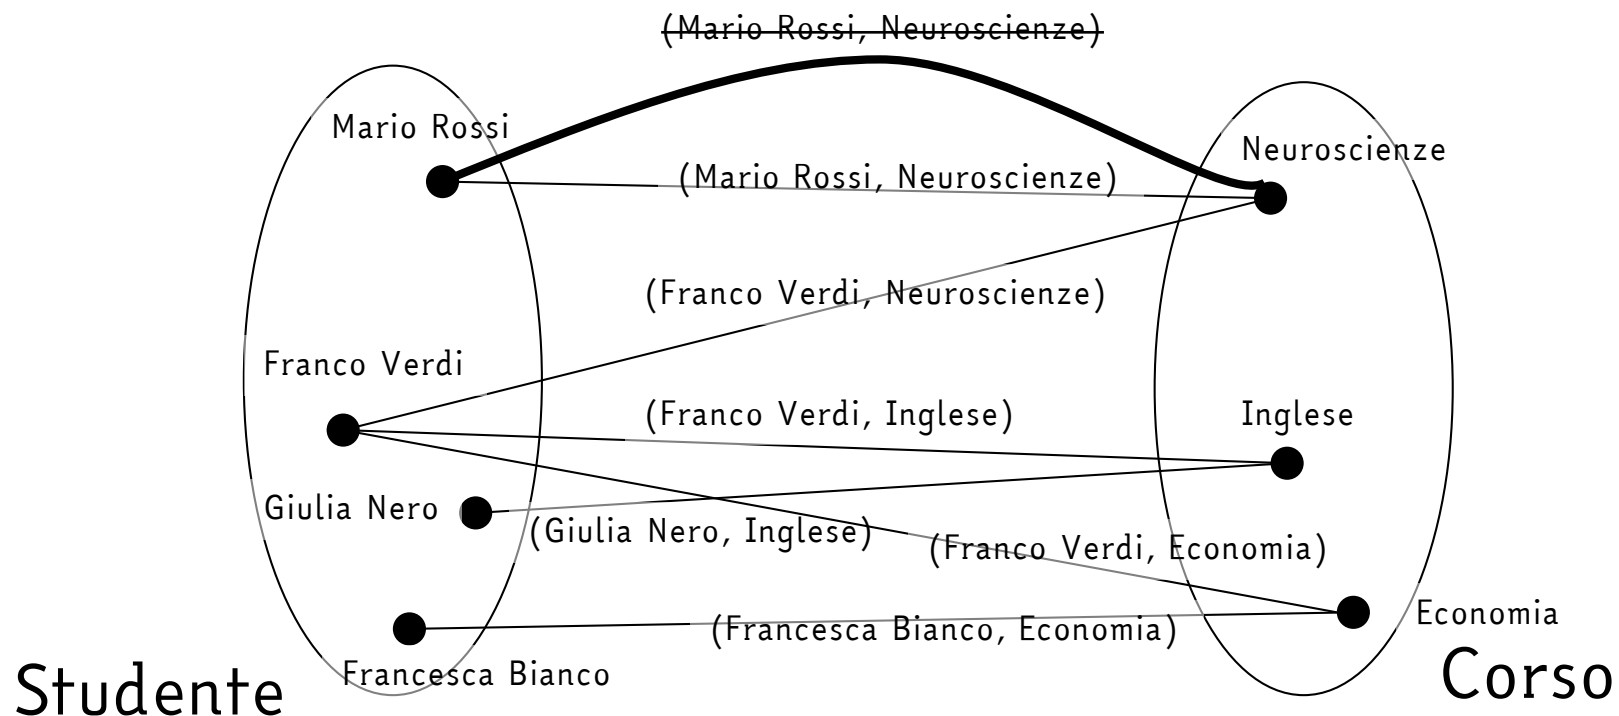 (Mario Rossi, Neuroscienze)
Mario Rossi
Neuroscienze
(Mario Rossi, Neuroscienze)
(Franco Verdi, Neuroscienze)
Franco Verdi
(Franco Verdi, Inglese)
Inglese
Giulia Nero
(Giulia Nero, Inglese)
(Franco Verdi, Economia)
Economia
(Francesca Bianco, Economia)
Francesca Bianco
Studente
Corso